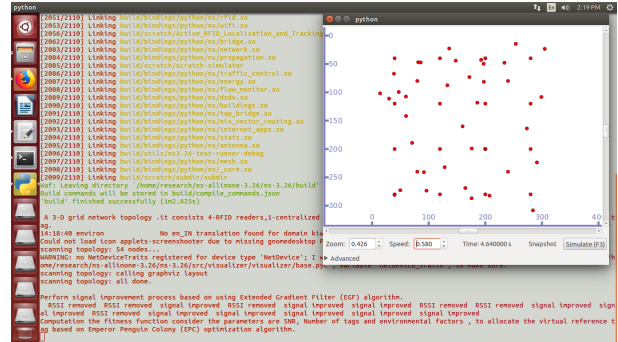 python
2:19 PM
[2051/2110] Linking build/bindings/python/ns/rfid.so
[2053/2110] Linking build/bindings/python/ns/wifi.so
[2056/2110] Linking build/scratch/Active_RFID_Localization_and_Tracking
[2062/2110] Linking build/bindings/python/ns/bridge.so
[2083/2110] Linking build/bindings/python/ns/network.so
[2084/2110] Linking build/bindings/python/ns/propagation.so
[2085/2110] Linking build/scratch/scratch-simulator
[2086/2110] Linking build/bindings/python/ns/traffic_control.so
[2087/2110] Linking build/bindings/python/ns/energy.so
[2088/2110] Linking build/bindings/python/ns/flow_monitor.so
[2089/2110] Linking build/bindings/python/ns/dsdv.so
[2090/2110] Linking build/bindings/python/ns/buildings.so
[2091/2110] Linking build/bindings/python/ns/tap_bridge.so
[2092/2110] Linking build/bindings/python/ns/nix_vector_routing.so
[2093/2110] Linking build/bindings/python/ns/internet_apps.so
[2094/2110] Linking build/bindings/python/ns/stats.so
[2095/2110] Linking build/bindings/python/ns/antenna.so
[2096/2110] Linking build/utils/ns3.26-test-runner-debug
[2097/2110] Linking build/bindings/python/ns/mesh.so
[2098/2110] Linking build/bindings/python/ns/_core.so
[2099/2110] Linking build/scratch/subdir/subdir
Waf: Leaving directory `/home/research/ns-allinone-3.26/ns-3.26/build'
Build commands will be stored in build/compile_commands.json
'build' finished successfully (1m2.625s)
A 3-D grid network topology .it consists 4-RFID readers,1-centralized
ag.
14:18:40 environ No en_IN translation found for domain kiw
Could not load icon applets-screenshooter due to missing gnomedesktop P
scanning topology: 54 nodes...
WARNING: no NetDeviceTraits registered for device type 'NetDevice'; I w
ome/research/ns-allinone-3.26/ns-3.26/src/visualizer/visualizer/base.py
scanning topology: calling graphviz layout
scanning topology: all done.
Perform signal improvement process based on using Extended Gradient Filter (EGF) algorithm.
RSSI removed RSSI removed signal improved RSSI removed signal improved signal improved RSSI removed RSSI removed signal improved sign
al improved RSSI removed signal improved signal improved signal improved signal improved signal improved
Computation the fitness function consider the parameters are SNR, Number of tags and environmental factors , to allocate the virtual reference t
ag based on Emperor Penguin Colony (EPC) optimization algorithm.
python
0
50
100
150
200
250
300
0 100 200 300 40
Zoom: 0.426 Speed: 0.580 Time: 4.640000 s Snapshot Simulate (F3)
Advanced